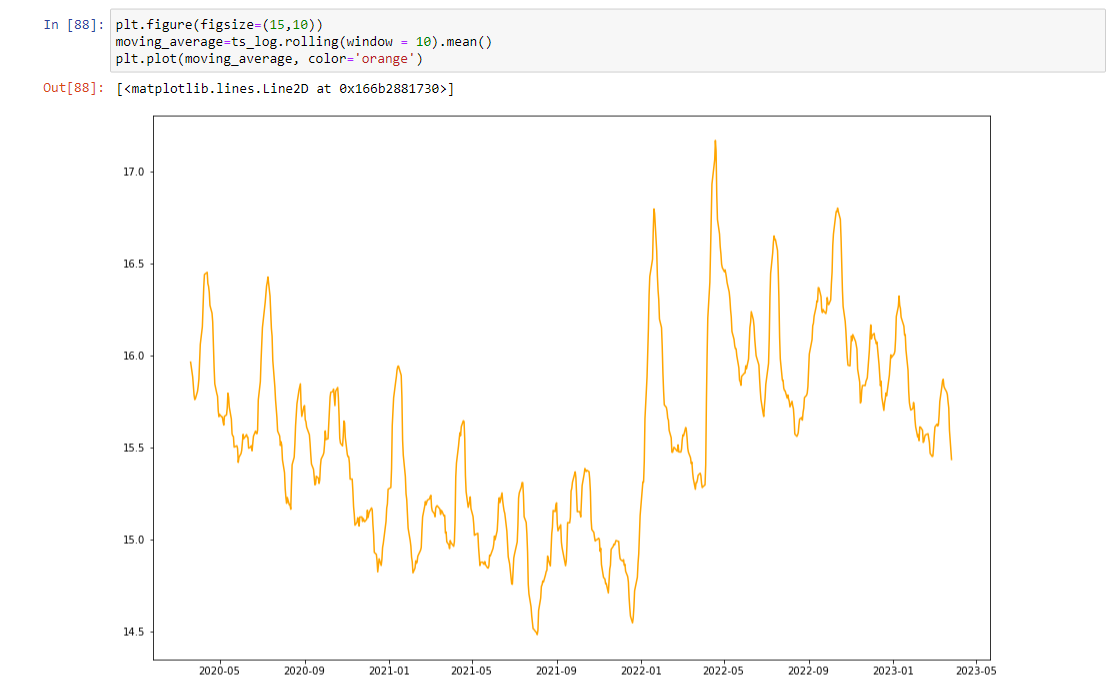 In [88]: plt.figure(figsize=(15,10))
moving_average=ts_log.rolling(window = 10).mean()
plt.plot(moving_average, color='orange')
Out[88]: [<matplotlib.lines.Line2D at 0x166b2881730>]
17.0
16.5
16.0
15.5
15.0
14.5
2020-05 2020-09 2021-01 2021-05 2021-09 2022-01 2022-05 2022-09 2023-01 2023-05